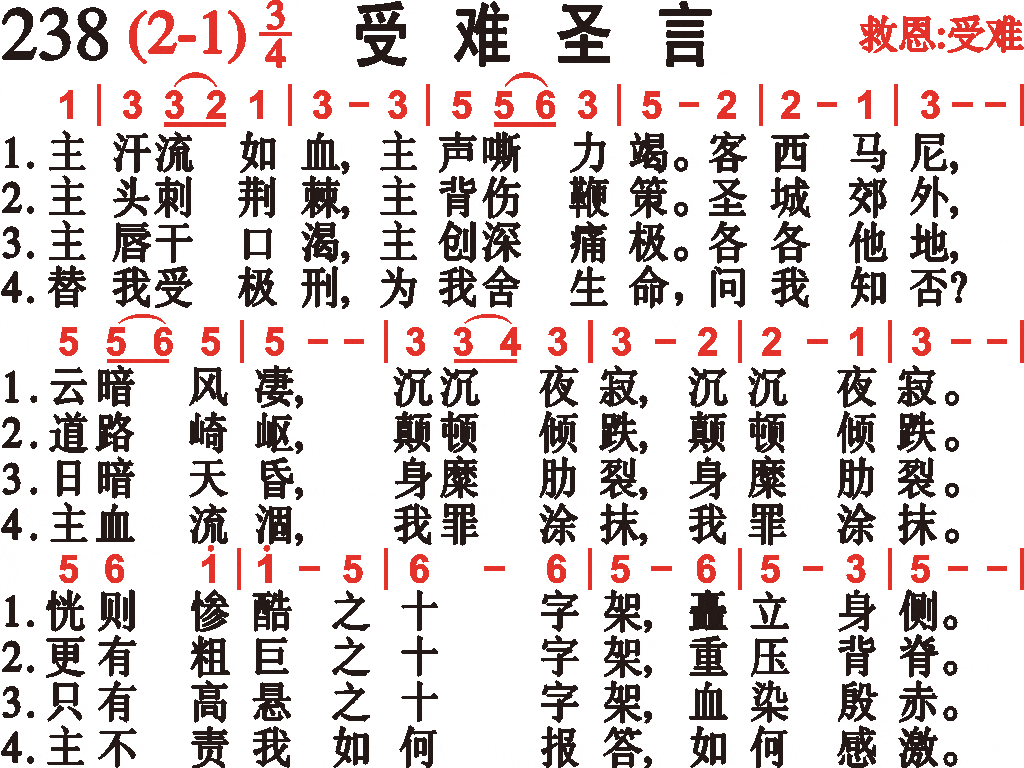 238 (2-1) 3/4 受难圣言 救恩:受难
1 | 3 3 2 1 | 3 - 3 | 5 5 6 3 | 5 - 2 | 2 - 1 | 3 - - |
1.主汗流如血,主声嘶力竭。客西马尼,
2.主头刺荆棘,主背伤鞭策。圣城郊外,
3.主唇干口渴,主创深痛极。各各他地,
4.替我受极刑,为我舍生命,问我知否?
5 5 6 5 | 5 - - | 3 3 4 3 | 3 - 2 | 2 - 1 | 3 - - |
1.云暗风凄,沉沉夜寂,沉沉夜寂。
2.道路崎岖,颠顿倾跌,颠顿倾跌。
3.日暗天昏,身糜肋裂,身糜肋裂。
4.主血流涸,我罪涂抹,我罪涂抹。
5 6 i | i - 5 | 6 - 6 | 5 - 6 | 5 - 3 | 5 - - |
1.恍则惨酷之十字架,矗立身侧。
2.更有粗巨之十字架,重压背脊。
3.只有高悬之十字架,血染殷赤。
4.主不责我如何报答,如何感激。